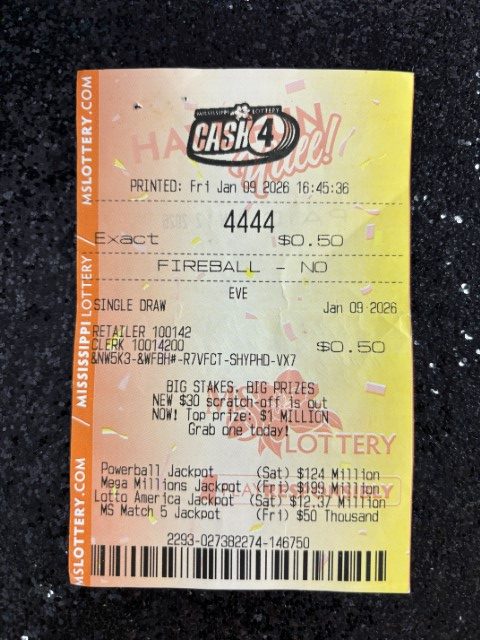 MSLOTTERY.COM / MISSISSIPPI LOTTERY / MSLOTTERY.COM
MISSISSIPPI LOTTERY
CASH 4
PRINTED: Fri Jan 09 2026 16:45:36
4444
Exact $0.50
FIREBALL - NO
EVE
SINGLE DRAW Jan 09 2026
RETAILER 100142
CLERK 10014200 $0.50
&NW5K3-&WFBH#-R7VFCT-SHYPHD-VX7
BIG STAKES, BIG PRIZES
NEW $30 scratch-off is out
NOW! Top prize: $1 MILLION
Grab one today!
LOTTERY
Powerball Jackpot (Sat) $124 Million
Mega Millions Jackpot (Fri) $199 Million
Lotto America Jackpot (Sat) $12.37 Million
MS Match 5 Jackpot (Fri) $50 Thousand
2293-027382274-146750